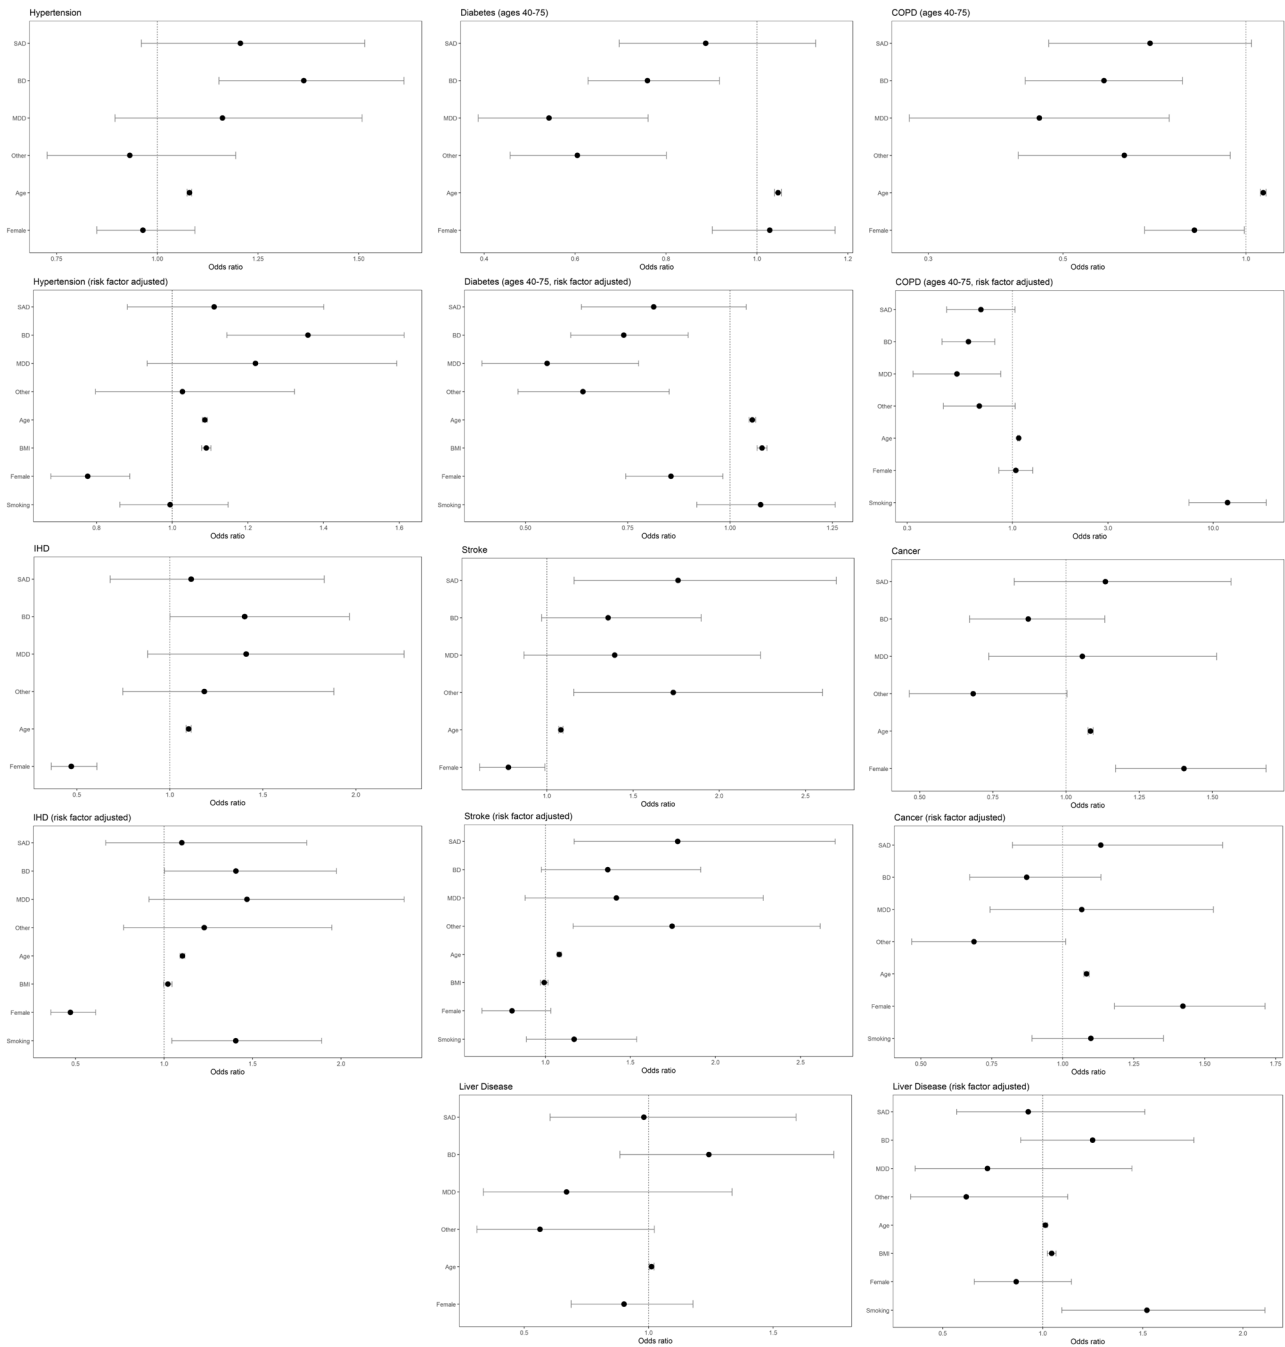 Hypertension
SAD
BD
MDD
Other
Age
Female
0.75 1.00 1.25 1.50
Odds ratio
Diabetes (ages 40-75)
SAD
BD
MDD
Other
Age
Female
0.4 0.6 0.8 1.0 1.2
Odds ratio
COPD (ages 40-75)
SAD
BD
MDD
Other
Age
Female
0.3 0.5 1.0
Odds ratio
Hypertension (risk factor adjusted)
SAD
BD
MDD
Other
Age
BMI
Female
Smoking
0.8 1.0 1.2 1.4 1.6
Odds ratio
Diabetes (ages 40-75, risk factor adjusted)
SAD
BD
MDD
Other
Age
BMI
Female
Smoking
0.50 0.75 1.00 1.25
Odds ratio
COPD (ages 40-75, risk factor adjusted)
SAD
BD
MDD
Other
Age
Female
Smoking
0.3 1.0 3.0 10.0
Odds ratio
IHD
SAD
BD
MDD
Other
Age
Female
0.5 1.0 1.5 2.0
Odds ratio
Stroke
SAD
BD
MDD
Other
Age
Female
1.0 1.5 2.0 2.5
Odds ratio
Cancer
SAD
BD
MDD
Other
Age
Female
0.50 0.75 1.00 1.25 1.50
Odds ratio
IHD (risk factor adjusted)
SAD
BD
MDD
Other
Age
BMI
Female
Smoking
0.5 1.0 1.5 2.0
Odds ratio
Stroke (risk factor adjusted)
SAD
BD
MDD
Other
Age
BMI
Female
Smoking
1.0 1.5 2.0 2.5
Odds ratio
Cancer (risk factor adjusted)
SAD
BD
MDD
Other
Age
Female
Smoking
0.50 0.75 1.00 1.25 1.50 1.75
Odds ratio
Liver Disease
SAD
BD
MDD
Other
Age
Female
0.5 1.0 1.5
Odds ratio
Liver Disease (risk factor adjusted)
SAD
BD
MDD
Other
Age
BMI
Female
Smoking
0.5 1.0 1.5 2.0
Odds ratio